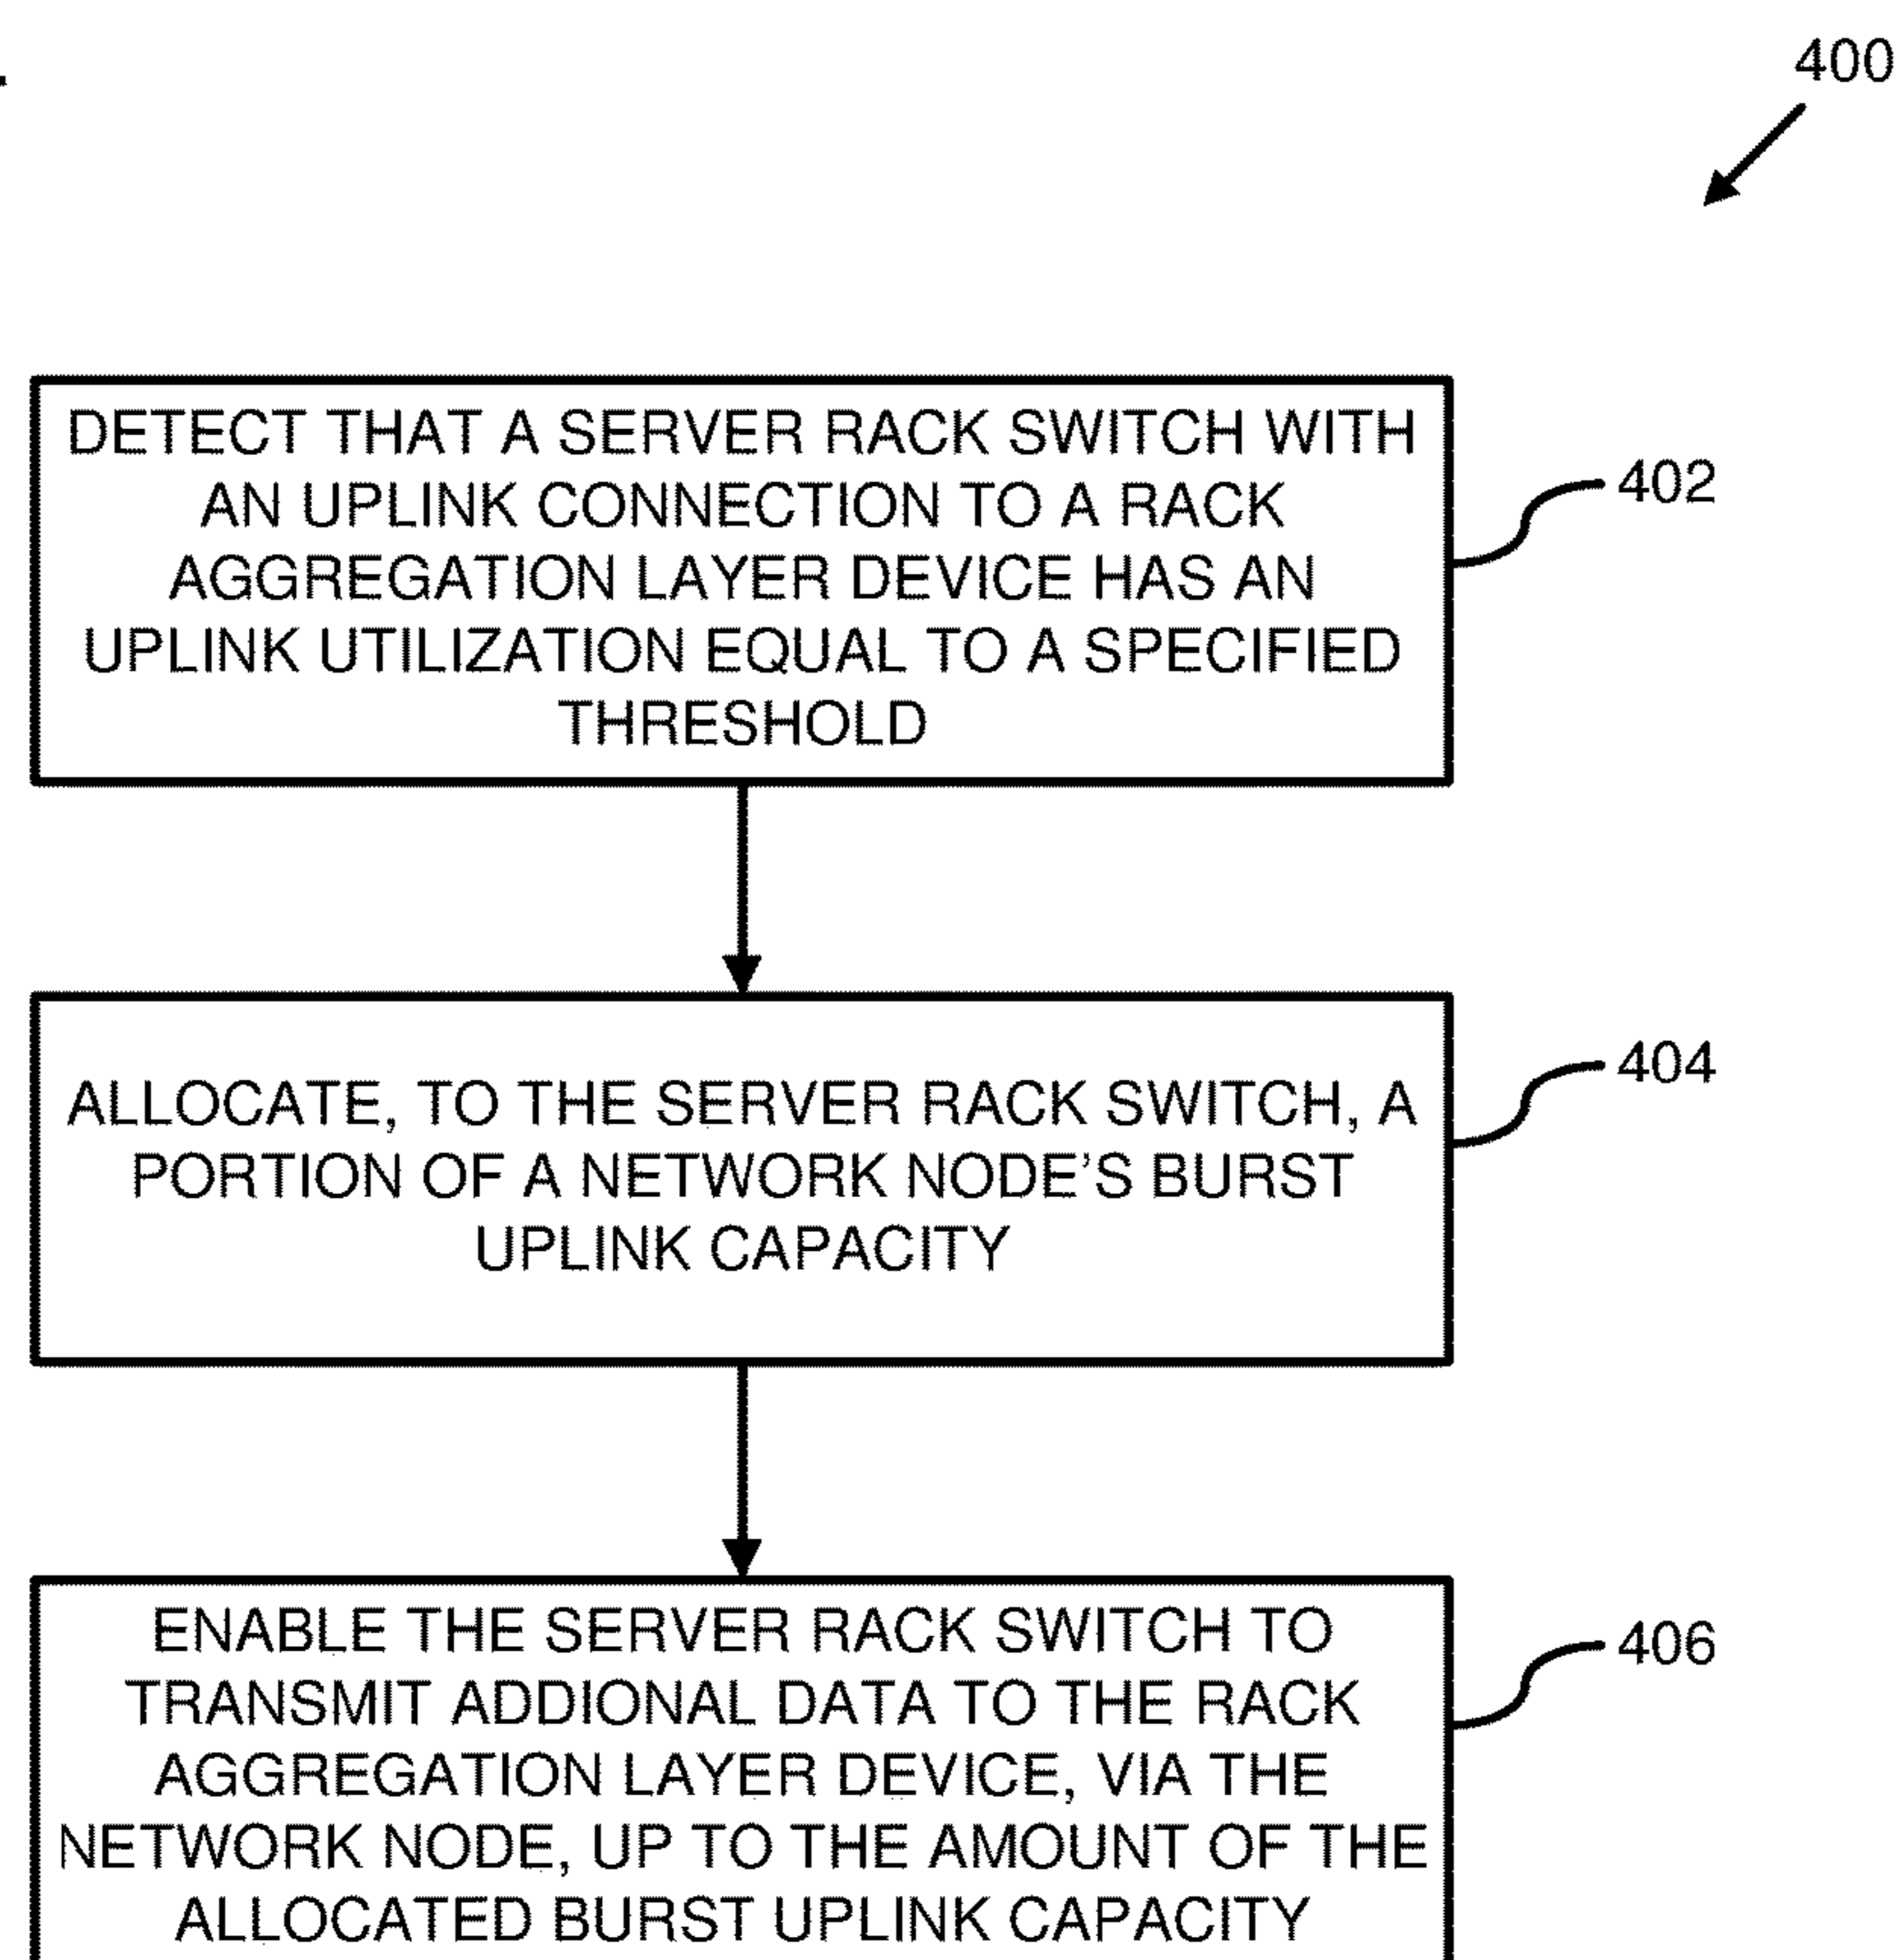 400
DETECT THAT A SERVER RACK SWITCH WITH
AN UPLINK CONNECTION TO A RACK
AGGREGATION LAYER DEVICE HAS AN
UPLINK UTILIZATION EQUAL TO A SPECIFIED
THRESHOLD
402
ALLOCATE, TO THE SERVER RACK SWITCH, A
PORTION OF A NETWORK NODE'S BURST
UPLINK CAPACITY
404
ENABLE THE SERVER RACK SWITCH TO
TRANSMIT ADDIONAL DATA TO THE RACK
AGGREGATION LAYER DEVICE, VIA THE
NETWORK NODE, UP TO THE AMOUNT OF THE
ALLOCATED BURST UPLINK CAPACITY
406